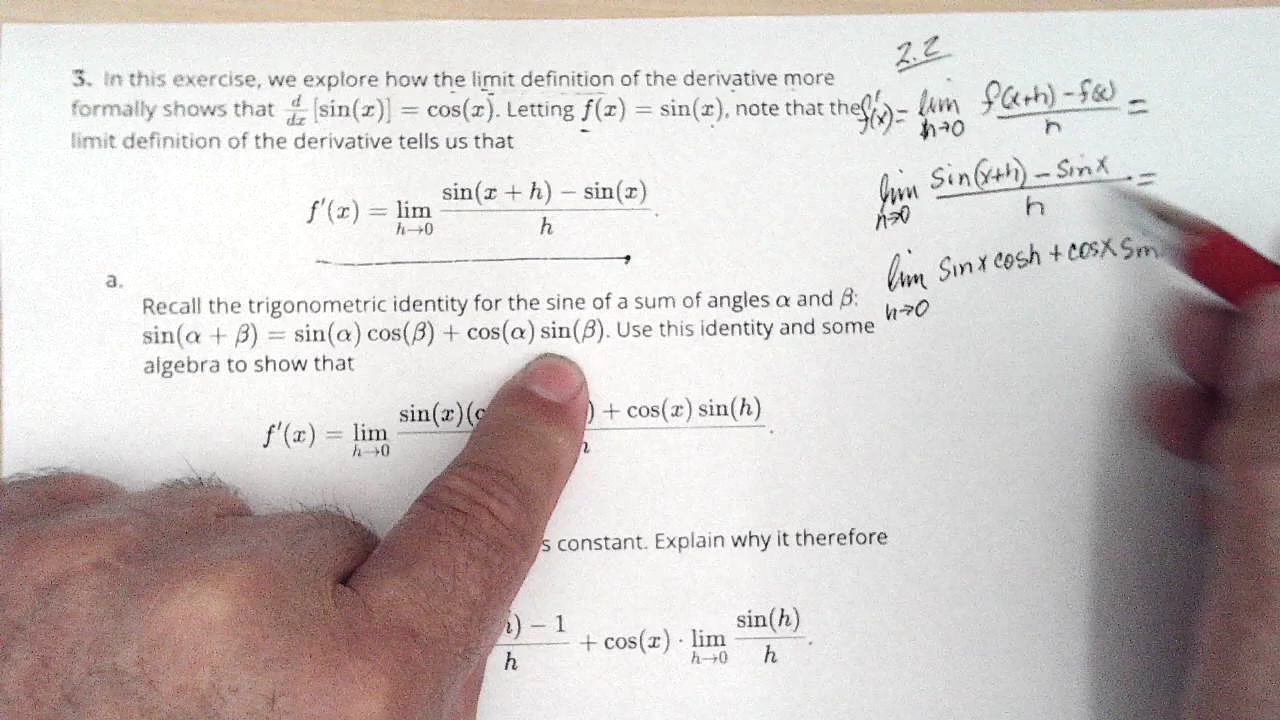 2.2
3. In this exercise, we explore how the limit definition of the derivative more
formally shows that d/dx [sin(x)] = cos(x). Letting f(x) = sin(x), note that the
limit definition of the derivative tells us that
f'(x) = lim h→0 (sin(x + h) − sin(x))/h.
a.
Recall the trigonometric identity for the sine of a sum of angles α and β:
sin(α + β) = sin(α) cos(β) + cos(α) sin(β). Use this identity and some
algebra to show that
f'(x) = lim h→0 sin(x)( ) + cos(x) sin(h)
constant. Explain why it therefore
) − 1 / h + cos(x) · lim h→0 sin(h)/h.
f'(x) = lim h→0 (f(x+h) − f(x))/h =
lim h→0 (sin(x+h) − sin x)/h =
lim h→0 sin x cosh + cos x sin